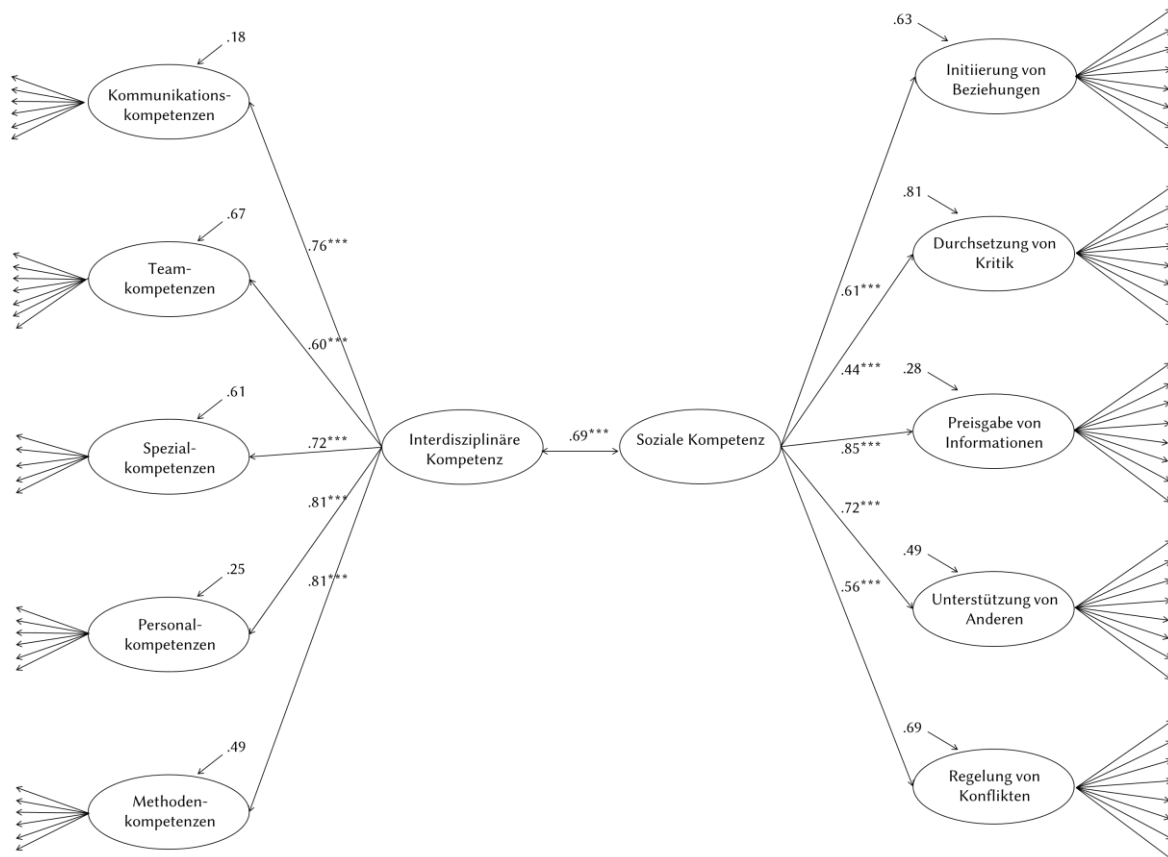 .18
Kommunikations-
kompetenzen
.67
Team-
kompetenzen
.61
Spezial-
kompetenzen
.25
Personal-
kompetenzen
.49
Methoden-
kompetenzen
.76***
.60***
.72***
.81***
.81***
Interdisziplinäre
Kompetenz
.69***
Soziale Kompetenz
.61***
.44***
.85***
.72***
.56***
.63
Initiierung von
Beziehungen
.81
Durchsetzung von
Kritik
.28
Preisgabe von
Informationen
.49
Unterstützung von
Anderen
.69
Regelung von
Konflikten